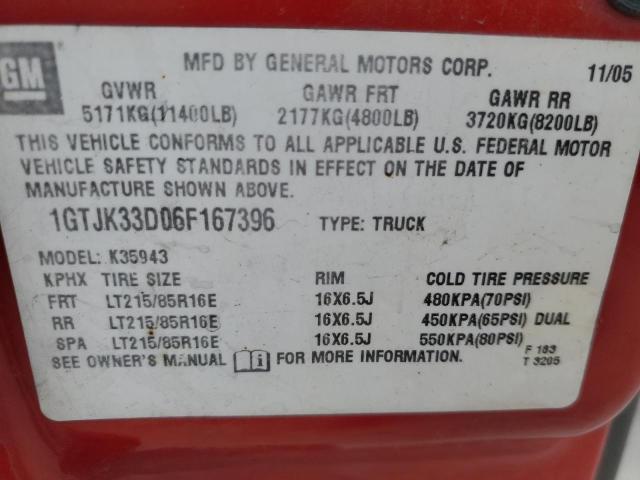 GM
MFD BY GENERAL MOTORS CORP. 11/05
GVWR GAWR FRT GAWR RR
5171KG(11400LB) 2177KG(4800LB) 3720KG(8200LB)
THIS VEHICLE CONFORMS TO ALL APPLICABLE U.S. FEDERAL MOTOR
VEHICLE SAFETY STANDARDS IN EFFECT ON THE DATE OF
MANUFACTURE SHOWN ABOVE.
1GTJK33D06F167396 TYPE: TRUCK
MODEL: K35943
KPHX TIRE SIZE RIM COLD TIRE PRESSURE
FRT LT215/85R16E 16X6.5J 480KPA(70PSI)
RR LT215/85R16E 16X6.5J 450KPA(65PSI) DUAL
SPA LT215/85R16E 16X6.5J 550KPA(80PSI)
SEE OWNER'S MANUAL FOR MORE INFORMATION.
F 183
T 3205